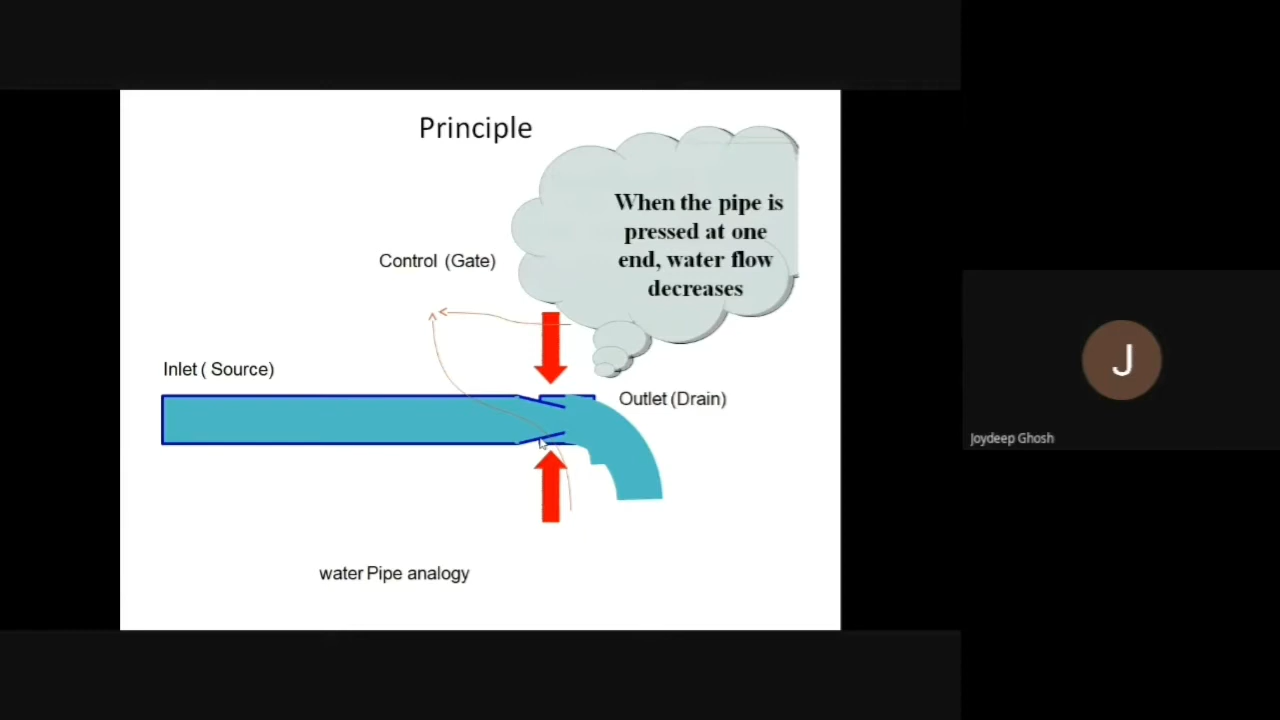 Principle
When the pipe is
pressed at one
end, water flow
decreases
Control (Gate)
Inlet ( Source)
Outlet (Drain)
water Pipe analogy
J
Joydeep Ghosh